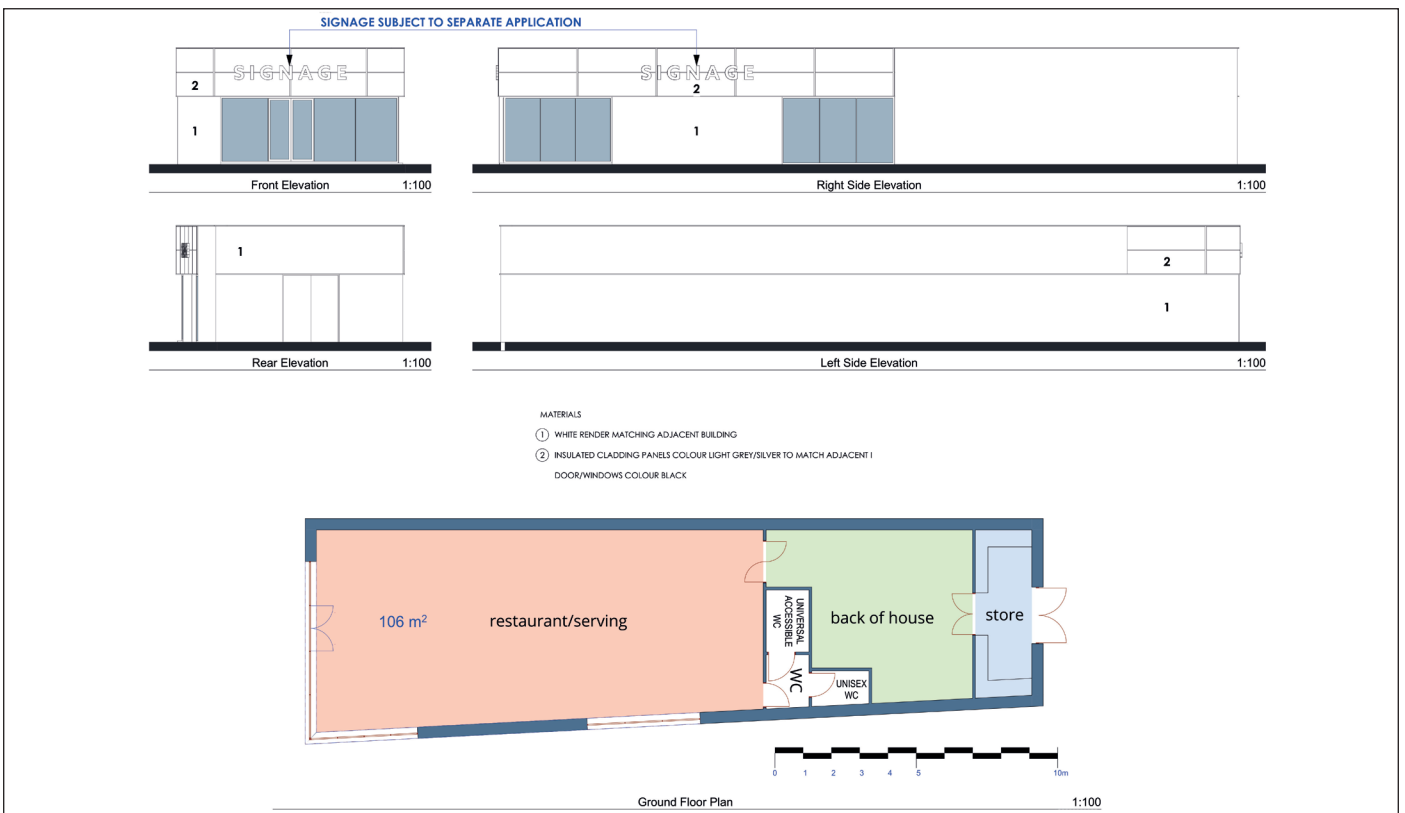 SIGNAGE SUBJECT TO SEPARATE APPLICATION
SIGNAGE
2
1
Front Elevation 1:100
SIGNAGE
2
1
Right Side Elevation 1:100
1
Rear Elevation 1:100
2
1
Left Side Elevation 1:100
MATERIALS
1 WHITE RENDER MATCHING ADJACENT BUILDING
2 INSULATED CLADDING PANELS COLOUR LIGHT GREY/SILVER TO MATCH ADJACENT I
DOOR/WINDOWS COLOUR BLACK
106 m²
restaurant/serving
UNIVERSAL
ACCESSIBLE
WC
WC
UNISEX
WC
back of house
store
0 1 2 3 4 5 10m
Ground Floor Plan 1:100